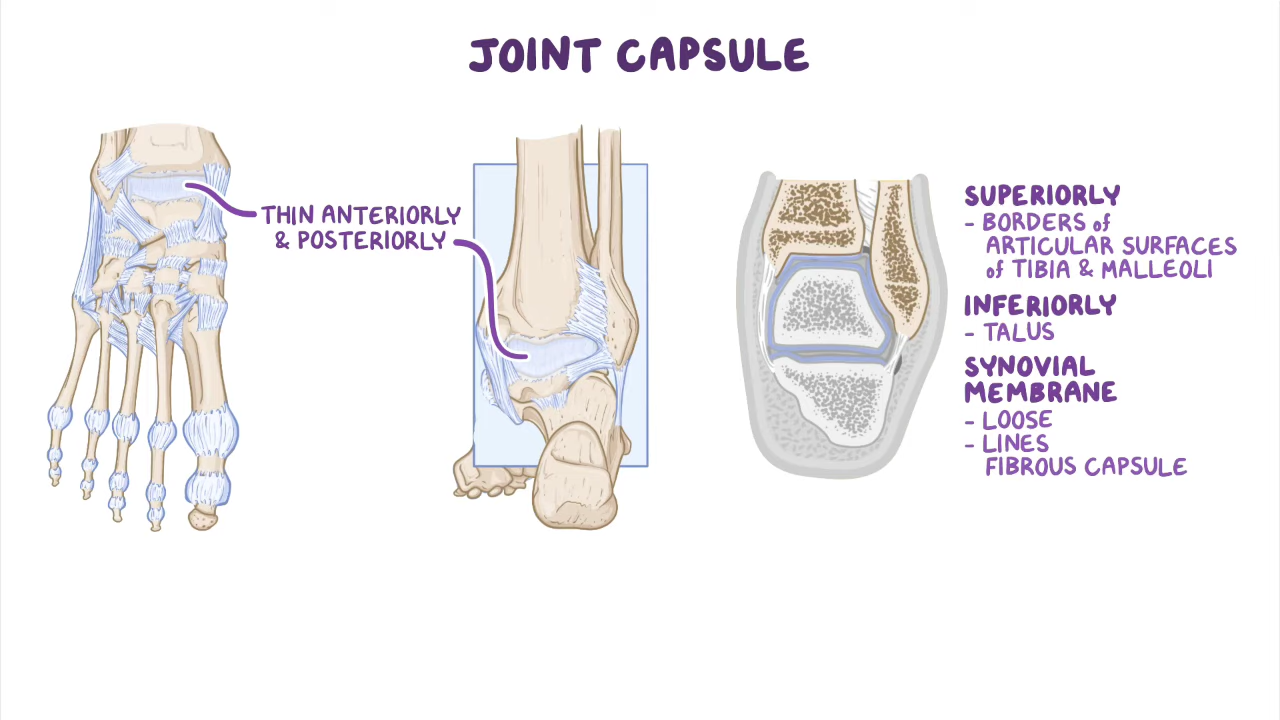 JOINT CAPSULE
THIN ANTERIORLY
& POSTERIORLY
SUPERIORLY
- BORDERS of
ARTICULAR SURFACES
of TIBIA & MALLEOLI
INFERIORLY
- TALUS
SYNOVIAL
MEMBRANE
- LOOSE
- LINES
FIBROUS CAPSULE